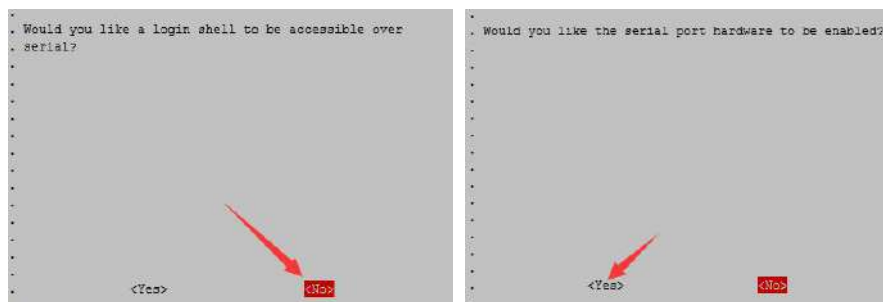 Would you like a login shell to be accessible over
serial?
<Yes>
<No>
Would you like the serial port hardware to be enabled?
<Yes>
<No>